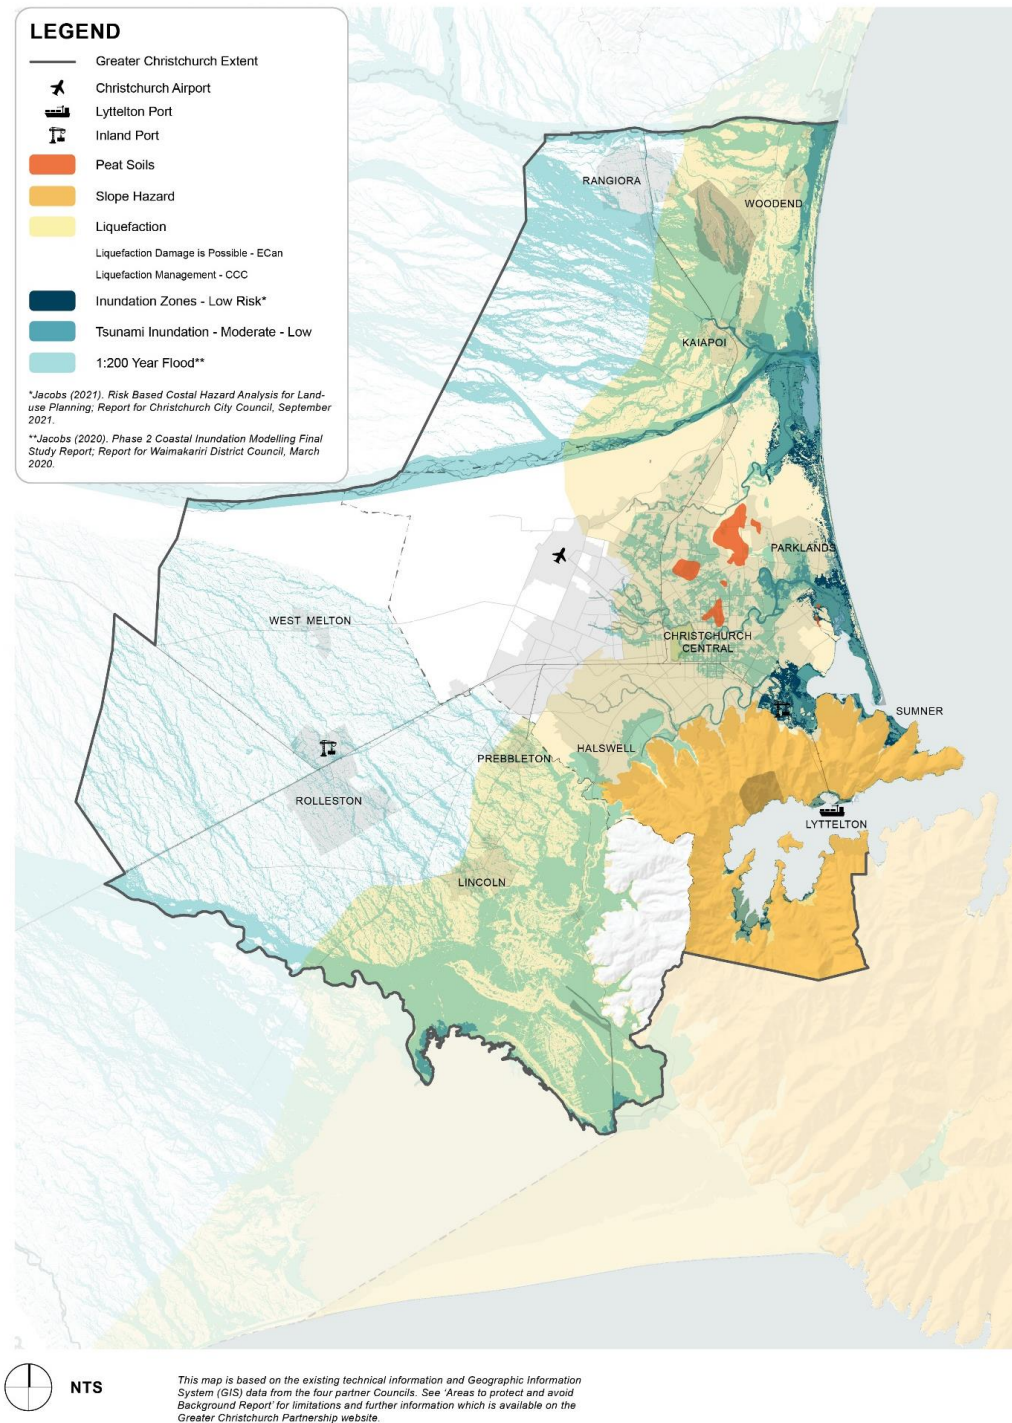 LEGEND
Greater Christchurch Extent
Christchurch Airport
Lyttelton Port
Inland Port
Peat Soils
Slope Hazard
Liquefaction
Liquefaction Damage is Possible - ECan
Liquefaction Management - CCC
Inundation Zones - Low Risk*
Tsunami Inundation - Moderate - Low
1:200 Year Flood**
*Jacobs (2021). Risk Based Costal Hazard Analysis for Land-
use Planning; Report for Christchurch City Council, September
2021.
**Jacobs (2020). Phase 2 Coastal Inundation Modelling Final
Study Report; Report for Waimakariri District Council, March
2020.
RANGIORA
WOODEND
KAIAPOI
PARKLANDS
WEST MELTON
CHRISTCHURCH
CENTRAL
SUMNER
HALSWELL
PREBBLETON
ROLLESTON
LYTTELTON
LINCOLN
NTS
This map is based on the existing technical information and Geographic Information
System (GIS) data from the four partner Councils. See 'Areas to protect and avoid
Background Report' for limitations and further information which is available on the
Greater Christchurch Partnership website.